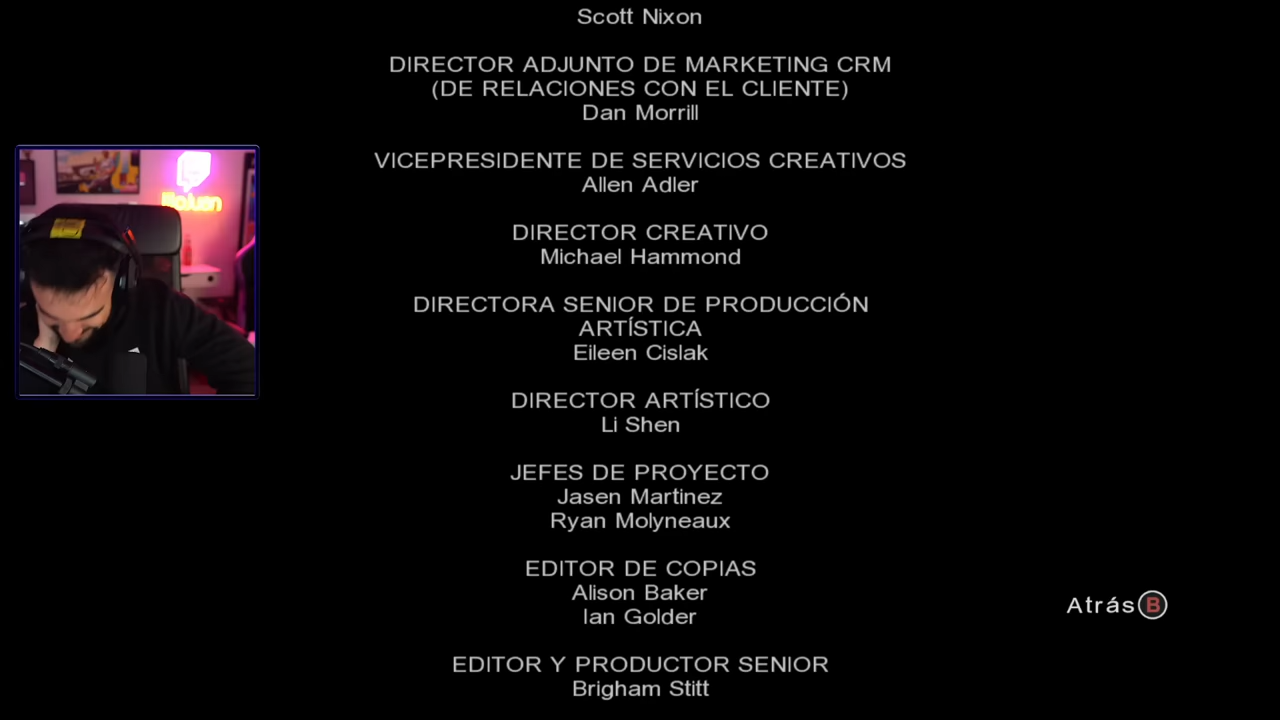 Scott Nixon
DIRECTOR ADJUNTO DE MARKETING CRM
(DE RELACIONES CON EL CLIENTE)
Dan Morrill
VICEPRESIDENTE DE SERVICIOS CREATIVOS
Allen Adler
DIRECTOR CREATIVO
Michael Hammond
DIRECTORA SENIOR DE PRODUCCIÓN
ARTÍSTICA
Eileen Cislak
DIRECTOR ARTÍSTICO
Li Shen
JEFES DE PROYECTO
Jasen Martinez
Ryan Molyneaux
EDITOR DE COPIAS
Alison Baker
Ian Golder
Atrás B
EDITOR Y PRODUCTOR SENIOR
Brigham Stitt